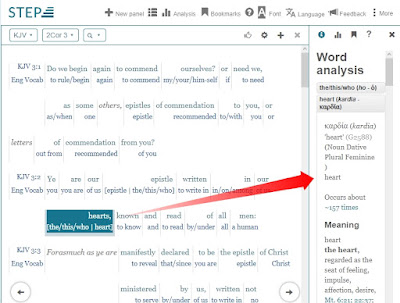 STEP
New panel Analysis Bookmarks Help Font Language Feedback More
KJV 2Cor 3
KJV 3:1 Do we begin again to commend ourselves? or need we,
Eng Vocab to rule/begin again to commend my/your/him-self if to need
as some others, epistles of commendation to you, or
as/when one epistle recommended to/with you or
letters of commendation from you?
out from recommended of you
KJV 3:2 Ye are our epistle written in our
Eng Vocab you you are of us [epistle | the/this/who] to write in in/on/among of us
hearts, known and read of all men:
[the/this/who | heart] to know and to read by/under all a human
KJV 3:3 Forasmuch as ye are manifestly declared to be the epistle of Christ
Eng Vocab to reveal that/since you are epistle Christ
ministered by us, written not
to serve by/under of us to write no
Word
analysis
the/this/who (ho - ὁ)
heart (kardia -
καρδία)
καρδία (kardia)
'heart' (G2588)
(Noun Dative
Plural Feminine
)
heart
Occurs about
~157 times
Meaning
heart
the heart,
regarded as the
seat of feeling,
impulse,
affection, desire,
Mt. 6:21; 22:37;